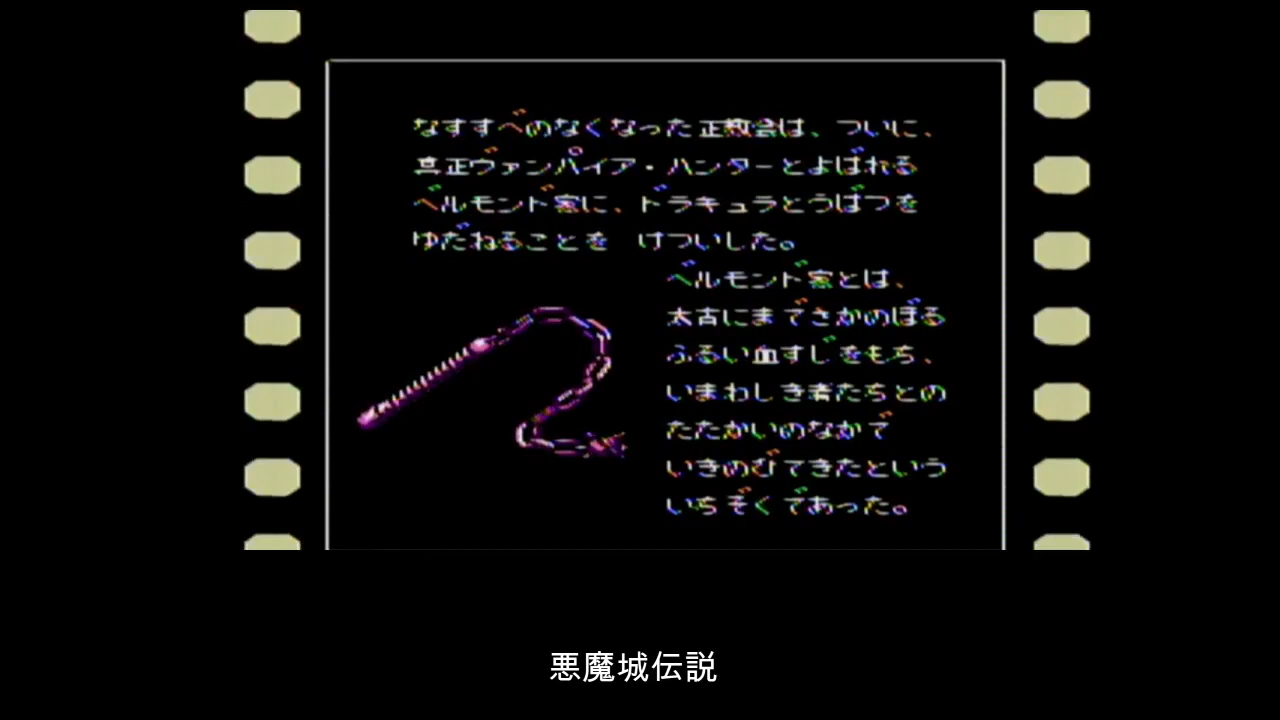 なすすべのなくなった正教会は、ついに、
真正ヴァンパイア・ハンターとよばれる
ベルモンド家に、ドラキュラとうばつを
ゆだねることを けついした。
ベルモンド家とは、
太古にまでさかのぼる
ふるい血すじをもち、
いまわしき者たちとの
たたかいのなかで
いきのびてきたという
いちぞくであった。
悪魔城伝説